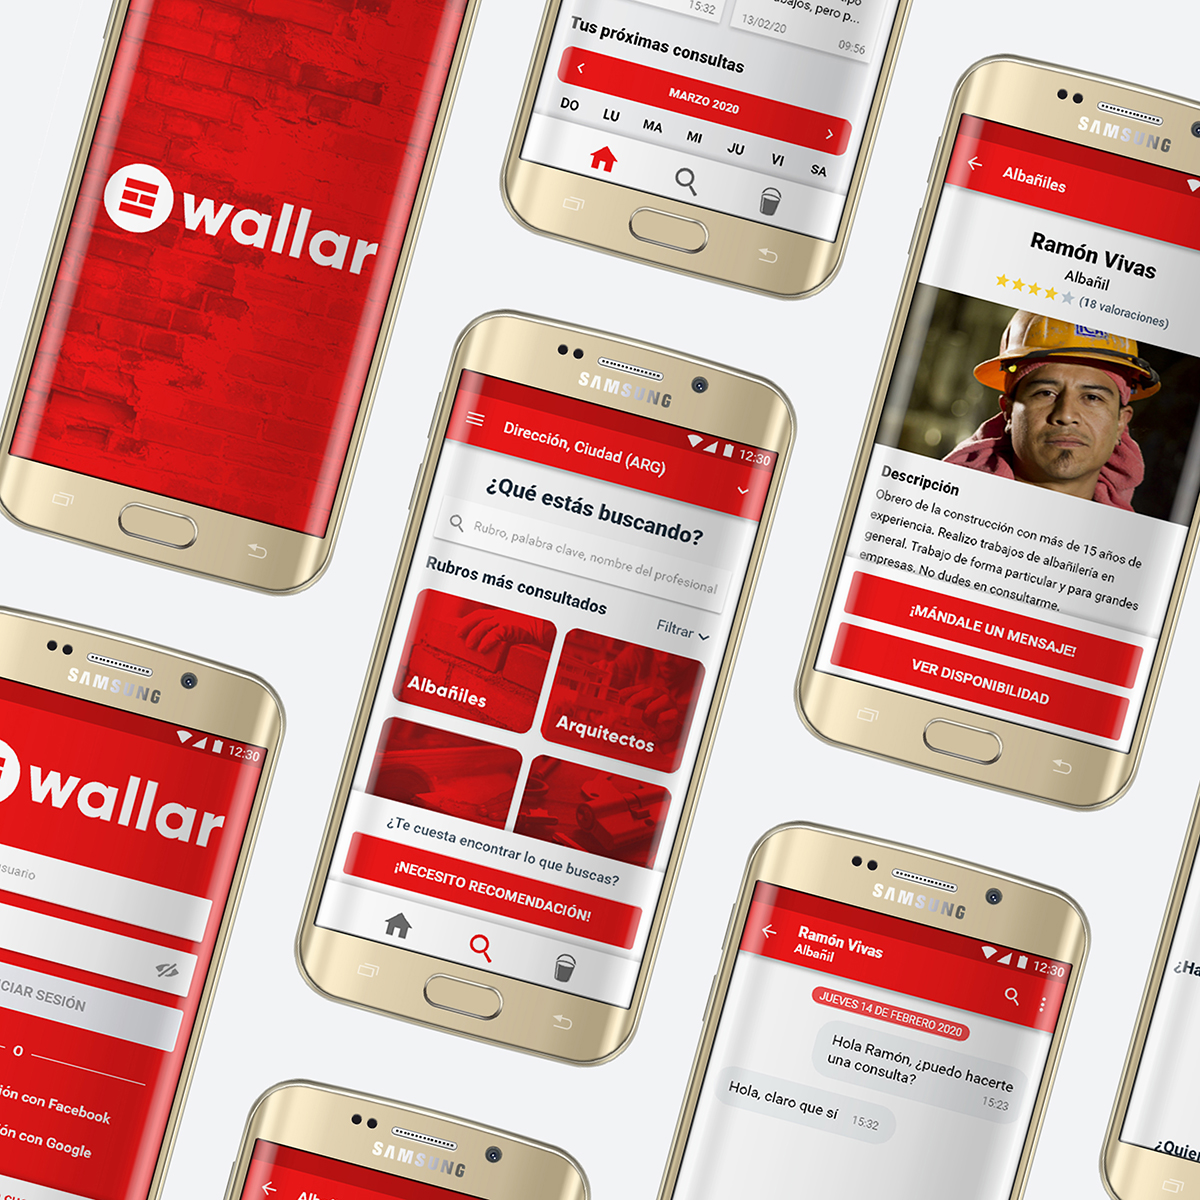 wallar
15:32
trabajos, pero p...
13/02/20
09:56
Tus próximas consultas
MARZO 2020
DO LU MA MI JU VI SA
SAMSUNG
Albañiles
Ramón Vivas
Albañil
(18 valoraciones)
Descripción
Obrero de la construcción con más de 15 años de
experiencia. Realizo trabajos de albañilería en
general. Trabajo de forma particular y para grandes
empresas. No dudes en consultarme.
¡MÁNDALE UN MENSAJE!
VER DISPONIBILIDAD
SAMSUNG
12:30
Dirección, Ciudad (ARG)
¿Qué estás buscando?
Rubro, palabra clave, nombre del profesional
Rubros más consultados
Filtrar
Albañiles
Arquitectos
¿Te cuesta encontrar lo que buscas?
¡NECESITO RECOMENDACIÓN!
SAMSUNG
12:30
wallar
suario
CIAR SESIÓN
O
ión con Facebook
ón con Google
SAMSUNG
12:30
Ramón Vivas
Albañil
JUEVES 14 DE FEBRERO 2020
Hola Ramón, ¿puedo hacerte
una consulta?
15:23
Hola, claro que sí
15:32
SAMSUNG
¿Ha
¿Quier